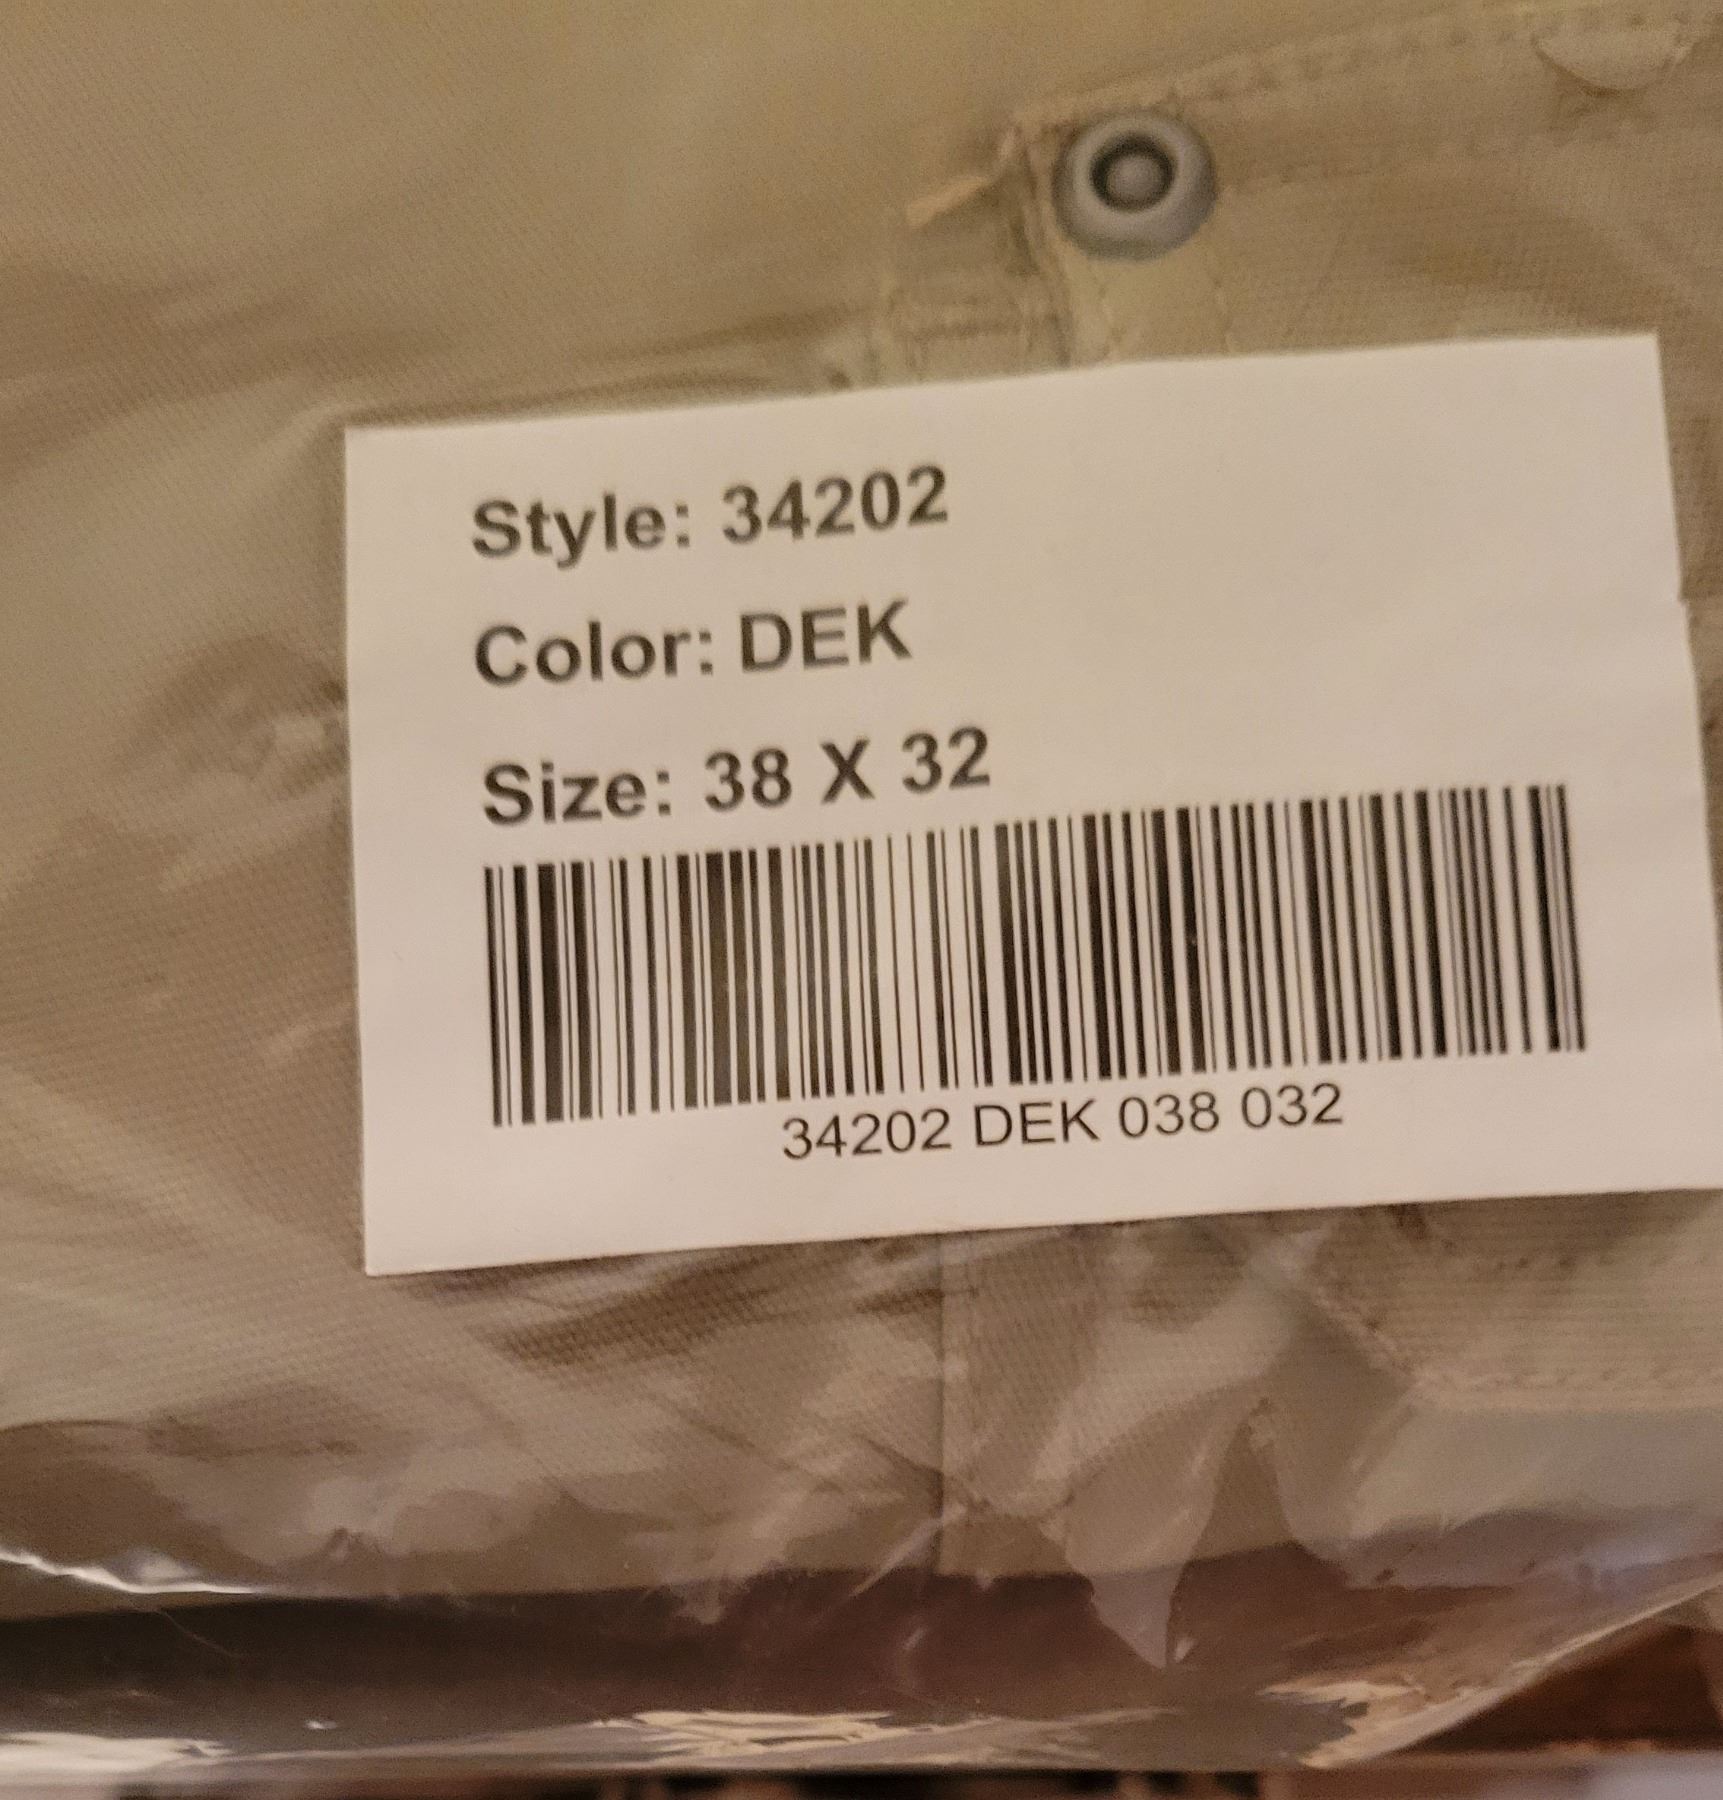 Style: 34202
Color: DEK
Size: 38 X 32
34202 DEK 038 032